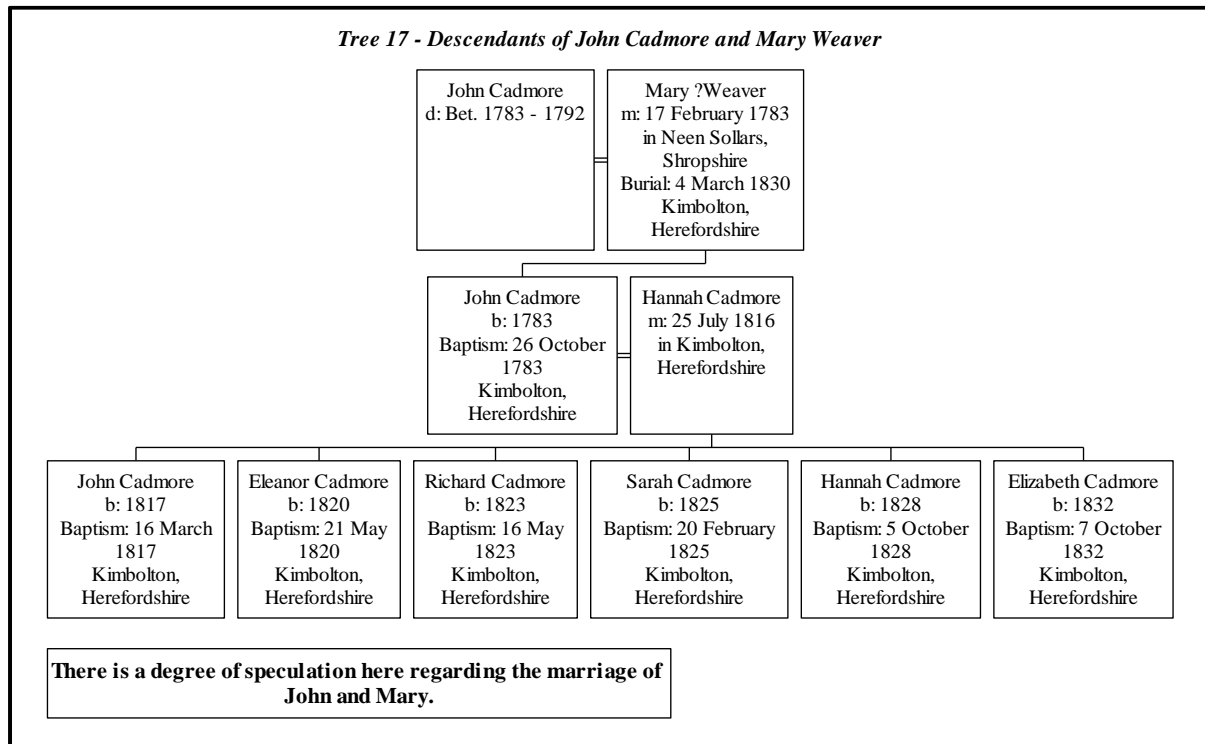 Tree 17 - Descendants of John Cadmore and Mary Weaver
John Cadmore
d: Bet. 1783 - 1792
Mary ?Weaver
m: 17 February 1783
in Neen Sollars,
Shropshire
Burial: 4 March 1830
Kimbolton,
Herefordshire
John Cadmore
b: 1783
Baptism: 26 October
1783
Kimbolton,
Herefordshire
Hannah Cadmore
m: 25 July 1816
in Kimbolton,
Herefordshire
John Cadmore
b: 1817
Baptism: 16 March
1817
Kimbolton,
Herefordshire
Eleanor Cadmore
b: 1820
Baptism: 21 May
1820
Kimbolton,
Herefordshire
Richard Cadmore
b: 1823
Baptism: 16 May
1823
Kimbolton,
Herefordshire
Sarah Cadmore
b: 1825
Baptism: 20 February
1825
Kimbolton,
Herefordshire
Hannah Cadmore
b: 1828
Baptism: 5 October
1828
Kimbolton,
Herefordshire
Elizabeth Cadmore
b: 1832
Baptism: 7 October
1832
Kimbolton,
Herefordshire
There is a degree of speculation here regarding the marriage of
John and Mary.